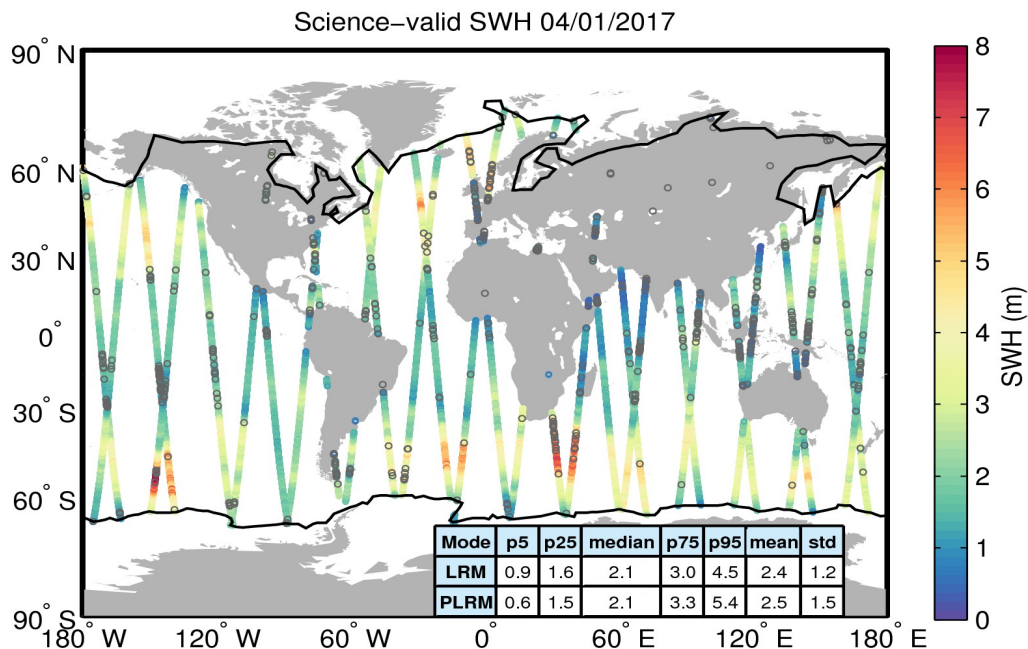 Science−valid SWH 04/01/2017
90° N
60° N
30° N
0°
30° S
60° S
90° S
180° W 120° W 60° W 0° 60° E 120° E 180° E
Mode p5 p25 median p75 p95 mean std
LRM 0.9 1.6 2.1 3.0 4.5 2.4 1.2
PLRM 0.6 1.5 2.1 3.3 5.4 2.5 1.5
8
7
6
5
4
3
2
1
0
SWH (m)